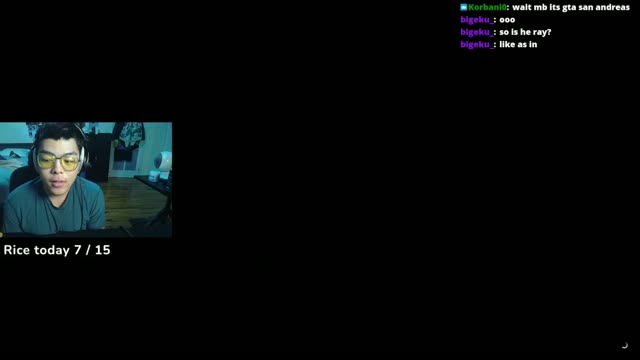 Korbani0: wait mb its gta san andreas
bigeku_: ooo
bigeku_: so is he ray?
bigeku_: like as in
Rice today 7 / 15